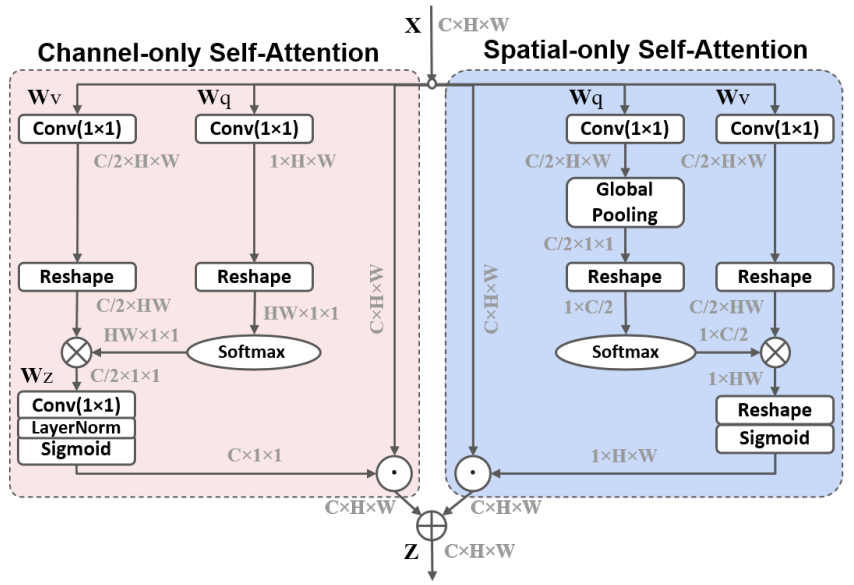 X C×H×W
Channel-only Self-Attention
Spatial-only Self-Attention
Wv
Wq
Wq
Wv
Conv(1×1)
Conv(1×1)
Conv(1×1)
Conv(1×1)
C/2×H×W
1×H×W
C/2×H×W
C/2×H×W
Global
Pooling
C/2×1×1
C×H×W
C×H×W
Reshape
Reshape
Reshape
Reshape
C/2×HW
HW×1×1
1×C/2
C/2×HW
HW×1×1
Softmax
Softmax
1×C/2
Wz
C/2×1×1
1×HW
Conv(1×1)
LayerNorm
Sigmoid
Reshape
Sigmoid
C×1×1
1×H×W
C×H×W
C×H×W
Z C×H×W